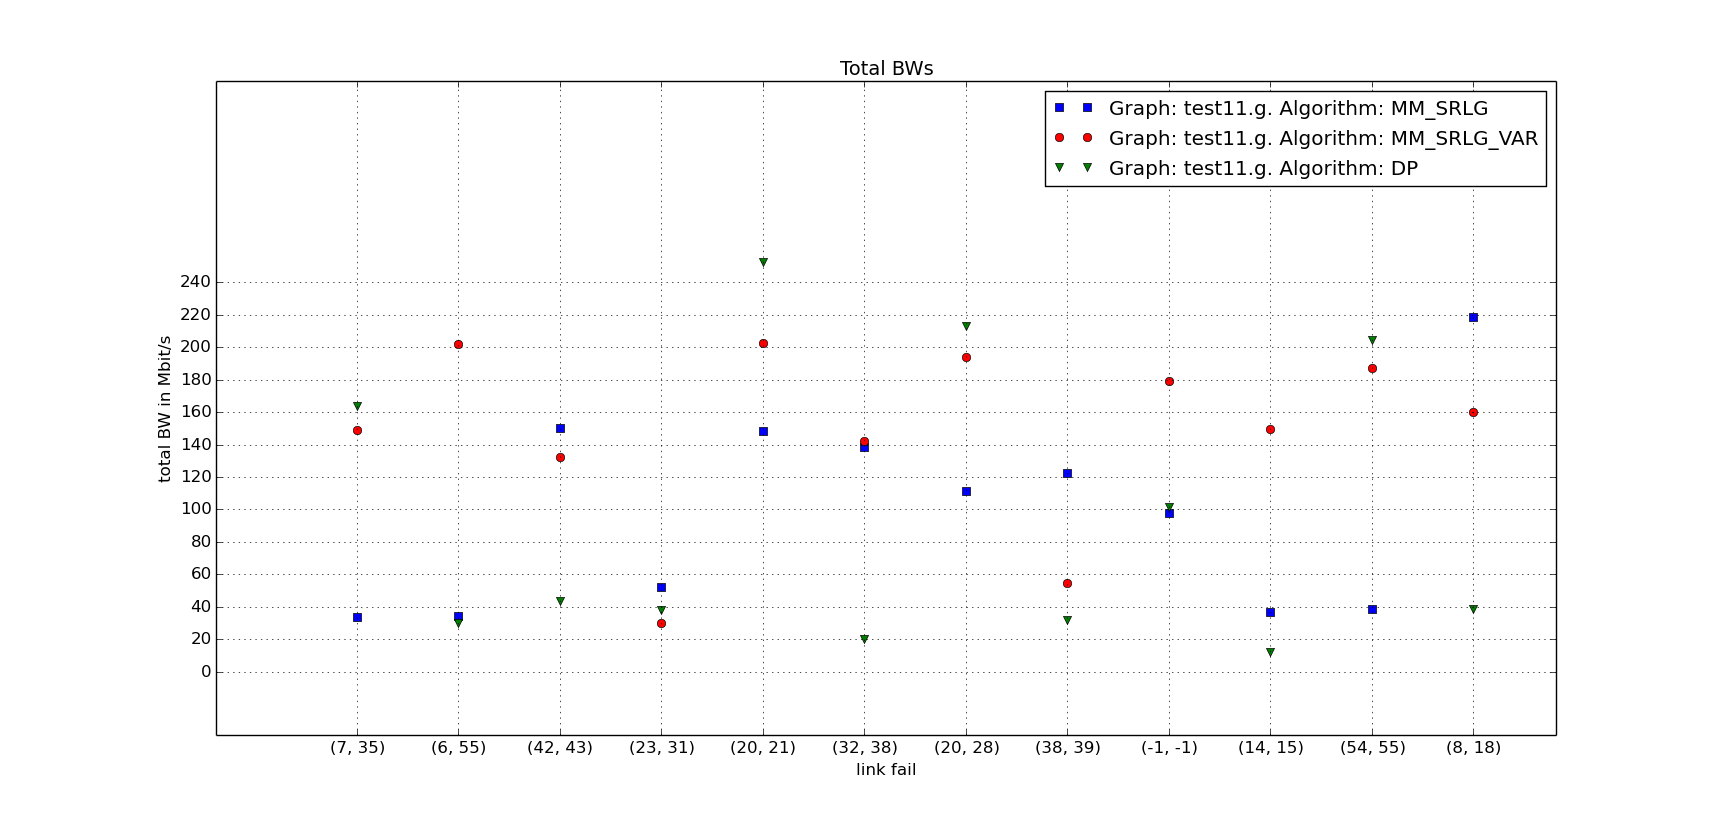 Total BWs
Graph: test11.g. Algorithm: MM_SRLG
Graph: test11.g. Algorithm: MM_SRLG_VAR
Graph: test11.g. Algorithm: DP
240
220
200
180
160
140
120
100
80
60
40
20
0
total BW in Mbit/s
(7, 35) (6, 55) (42, 43) (23, 31) (20, 21) (32, 38) (20, 28) (38, 39) (-1, -1) (14, 15) (54, 55) (8, 18)
link fail